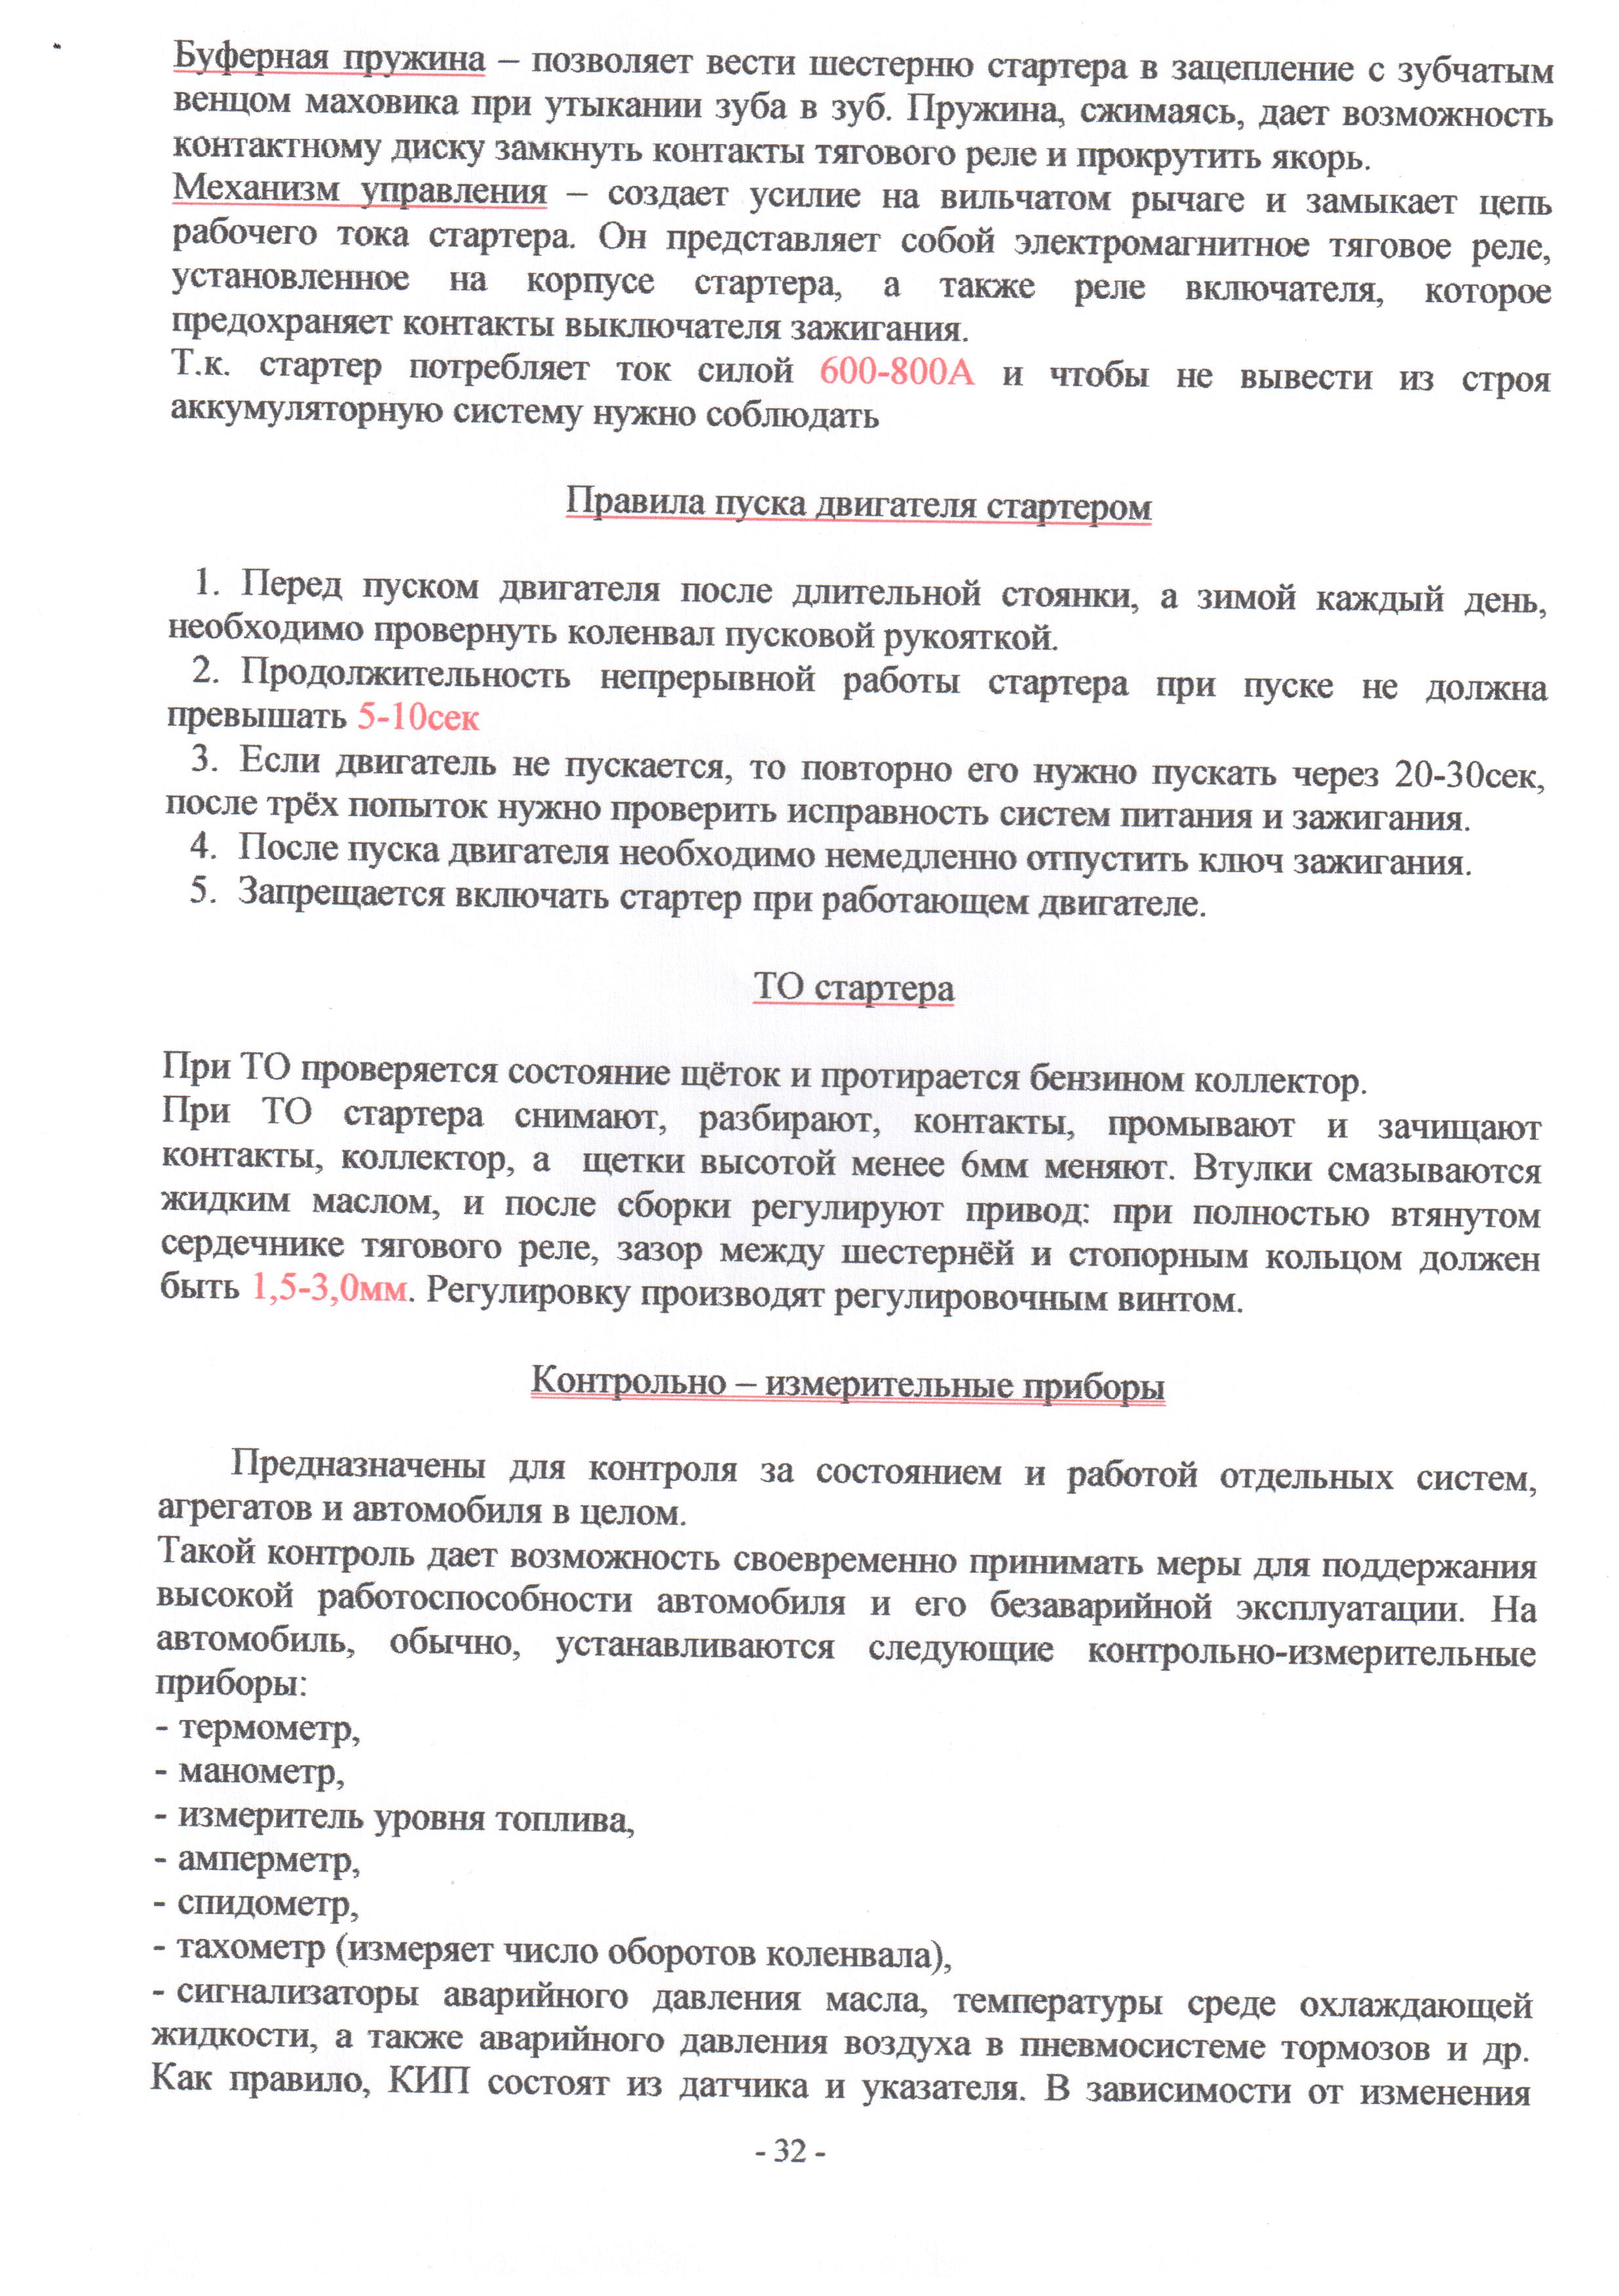 Буферная пружина – позволяет вести шестерню стартера в зацепление с зубчатым
венцом маховика при утыкании зуба в зуб. Пружина, сжимаясь, дает возможность
контактному диску замкнуть контакты тягового реле и прокрутить якорь.
Механизм управления – создает усилие на вильчатом рычаге и замыкает цепь
рабочего тока стартера. Он представляет собой электромагнитное тяговое реле,
установленное на корпусе стартера, а также реле включателя, которое
предохраняет контакты выключателя зажигания.
Т.к. стартер потребляет ток силой 600-800А и чтобы не вывести из строя
аккумуляторную систему нужно соблюдать
Правила пуска двигателя стартером
1. Перед пуском двигателя после длительной стоянки, а зимой каждый день,
необходимо провернуть коленвал пусковой рукояткой.
2. Продолжительность непрерывной работы стартера при пуске не должна
превышать 5-10сек
3. Если двигатель не пускается, то повторно его нужно пускать через 20-30сек,
после трёх попыток нужно проверить исправность систем питания и зажигания.
4. После пуска двигателя необходимо немедленно отпустить ключ зажигания.
5. Запрещается включать стартер при работающем двигателе.
ТО стартера
При ТО проверяется состояние щёток и протирается бензином коллектор.
При ТО стартера снимают, разбирают, контакты, промывают и зачищают
контакты, коллектор, а щетки высотой менее 6мм меняют. Втулки смазываются
жидким маслом, и после сборки регулируют привод: при полностью втянутом
сердечнике тягового реле, зазор между шестернёй и стопорным кольцом должен
быть 1,5-3,0мм. Регулировку производят регулировочным винтом.
Контрольно – измерительные приборы
Предназначены для контроля за состоянием и работой отдельных систем,
агрегатов и автомобиля в целом.
Такой контроль дает возможность своевременно принимать меры для поддержания
высокой работоспособности автомобиля и его безаварийной эксплуатации. На
автомобиль, обычно, устанавливаются следующие контрольно-измерительные
приборы:
- термометр,
- манометр,
- измеритель уровня топлива,
- амперметр,
- спидометр,
- тахометр (измеряет число оборотов коленвала),
- сигнализаторы аварийного давления масла, температуры среде охлаждающей
жидкости, а также аварийного давления воздуха в пневмосистеме тормозов и др.
Как правило, КИП состоят из датчика и указателя. В зависимости от изменения
- 32 -